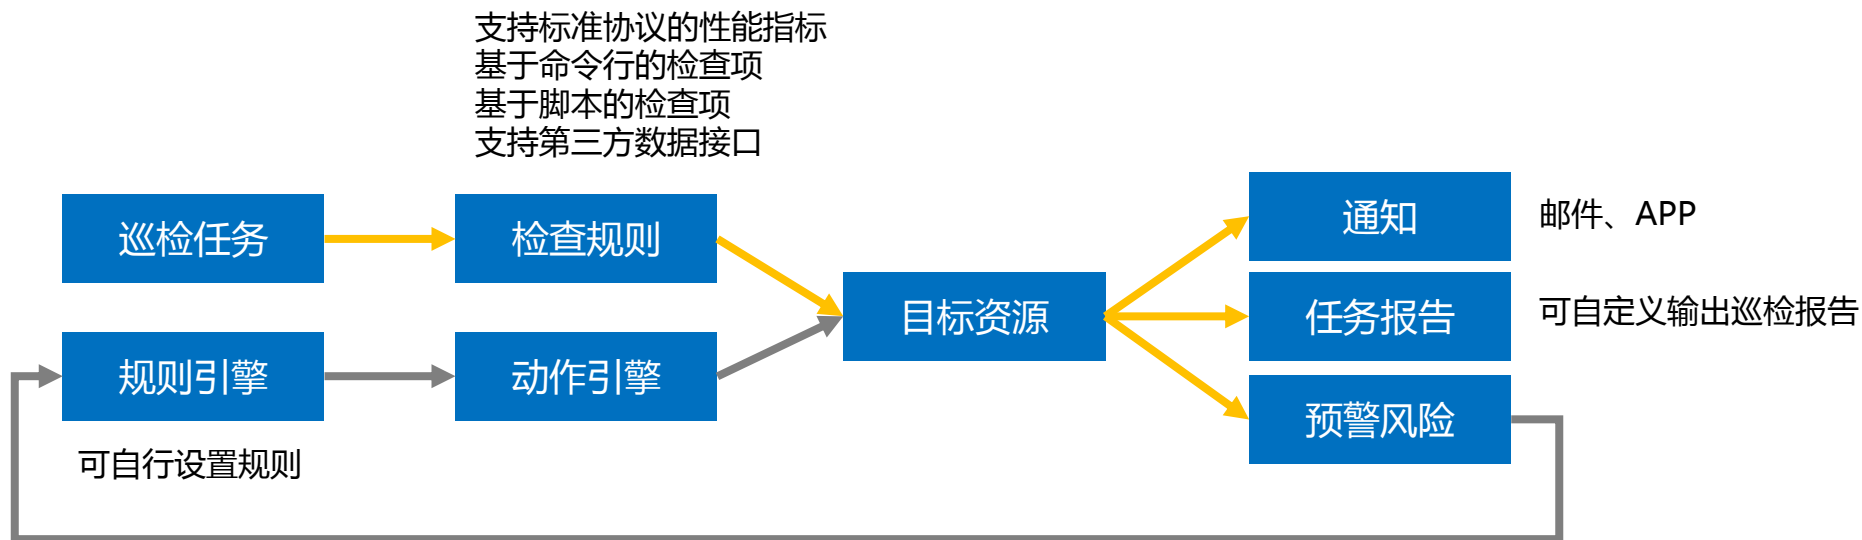 支持标准协议的性能指标
基于命令行的检查项
基于脚本的检查项
支持第三方数据接口
巡检任务
检查规则
目标资源
通知
邮件、APP
任务报告
可自定义输出巡检报告
规则引擎
动作引擎
预警风险
可自行设置规则